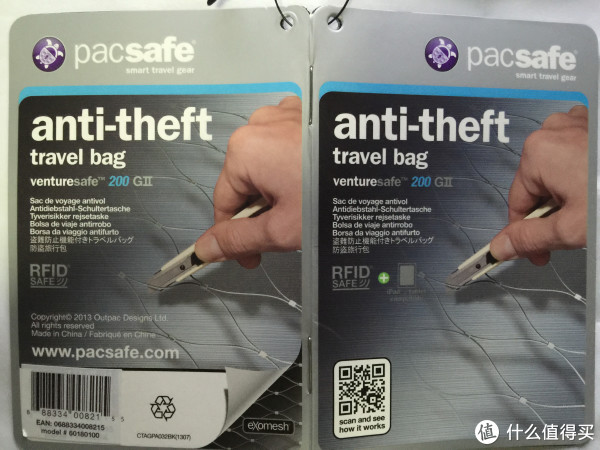 pacsafe
smart travel gear
anti-theft
travel bag
venturesafe™ 200 GII
Sac de voyage antivol
Antidiebstahl-Schultertasche
Tyverisikker rejsetaske
Bolsa de viaje antirrobo
Borsa da viaggio antifurto
盗難防止機能付きトラベルバッグ
防盗旅行包
RFID
SAFE
Copyright© 2013 Outpac Designs Ltd.
All rights reserved
Made in China / Fabriqué en Chine
www.pacsafe.com
EAN: 0688334008215
model # 60180100
CTAGPA032BK(1307)
exomesh
pacsafe
smart travel gear
anti-theft
travel bag
venturesafe™ 200 GII
Sac de voyage antivol
Antidiebstahl-Schultertasche
Tyverisikker rejsetaske
Bolsa de viaje antirrobo
Borsa da viaggio antifurto
盗難防止機能付きトラベルバッグ
防盗旅行包
RFID
SAFE
scan and see
how it works
值 什么值得买